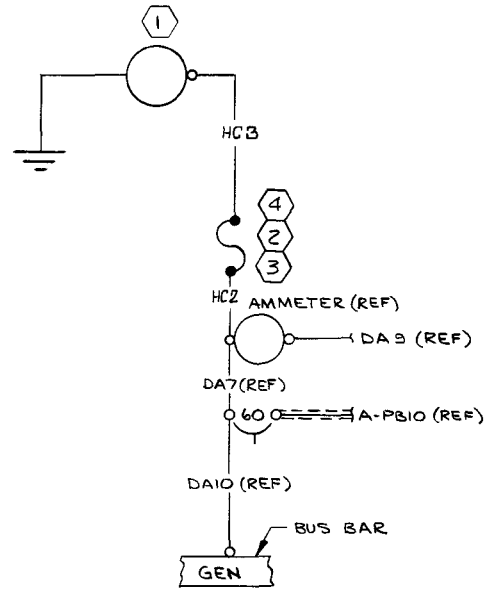 1
HC3
4
2
3
HC2
AMMETER (REF)
DA9 (REF)
DA7(REF)
60
A-PB10 (REF)
DA10 (REF)
BUS BAR
GEN